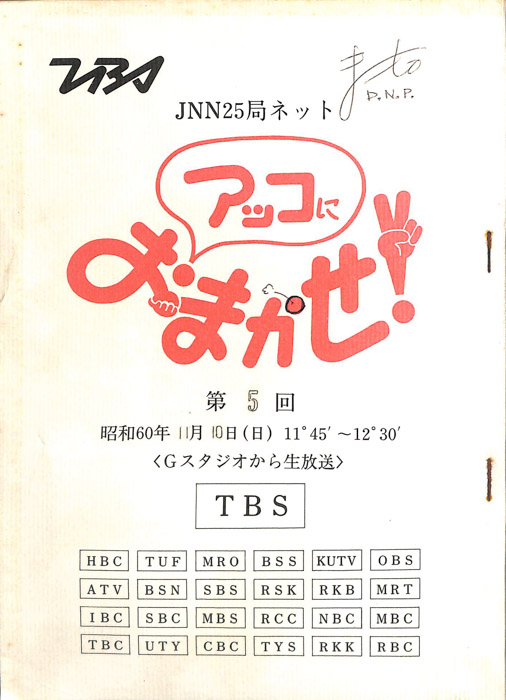 TBS
JNN25局ネット
D.N.P.
アッコに
おまかせ!
第 5 回
昭和60年 11月 10日(日) 11°45′～12°30′
〈Gスタジオから生放送〉
TBS
HBC TUF MRO BSS KUTV OBS
ATV BSN SBS RSK RKB MRT
IBC SBC MBS RCC NBC MBC
TBC UTY CBC TYS RKK RBC